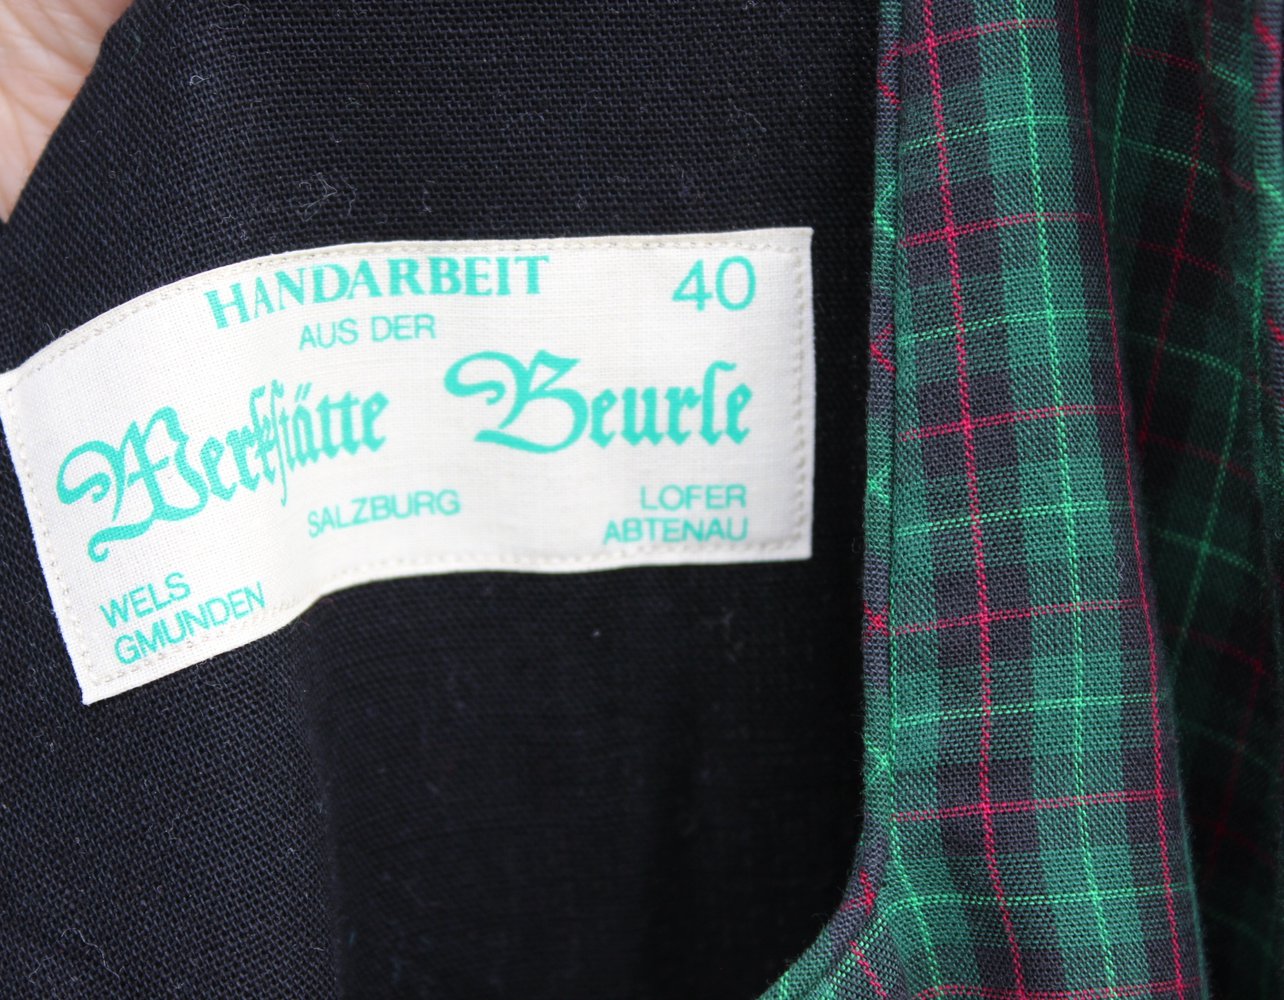 HANDARBEIT 40
AUS DER
Werkstätte Beurle
SALZBURG
LOFER
ABTENAU
WELS
GMUNDEN